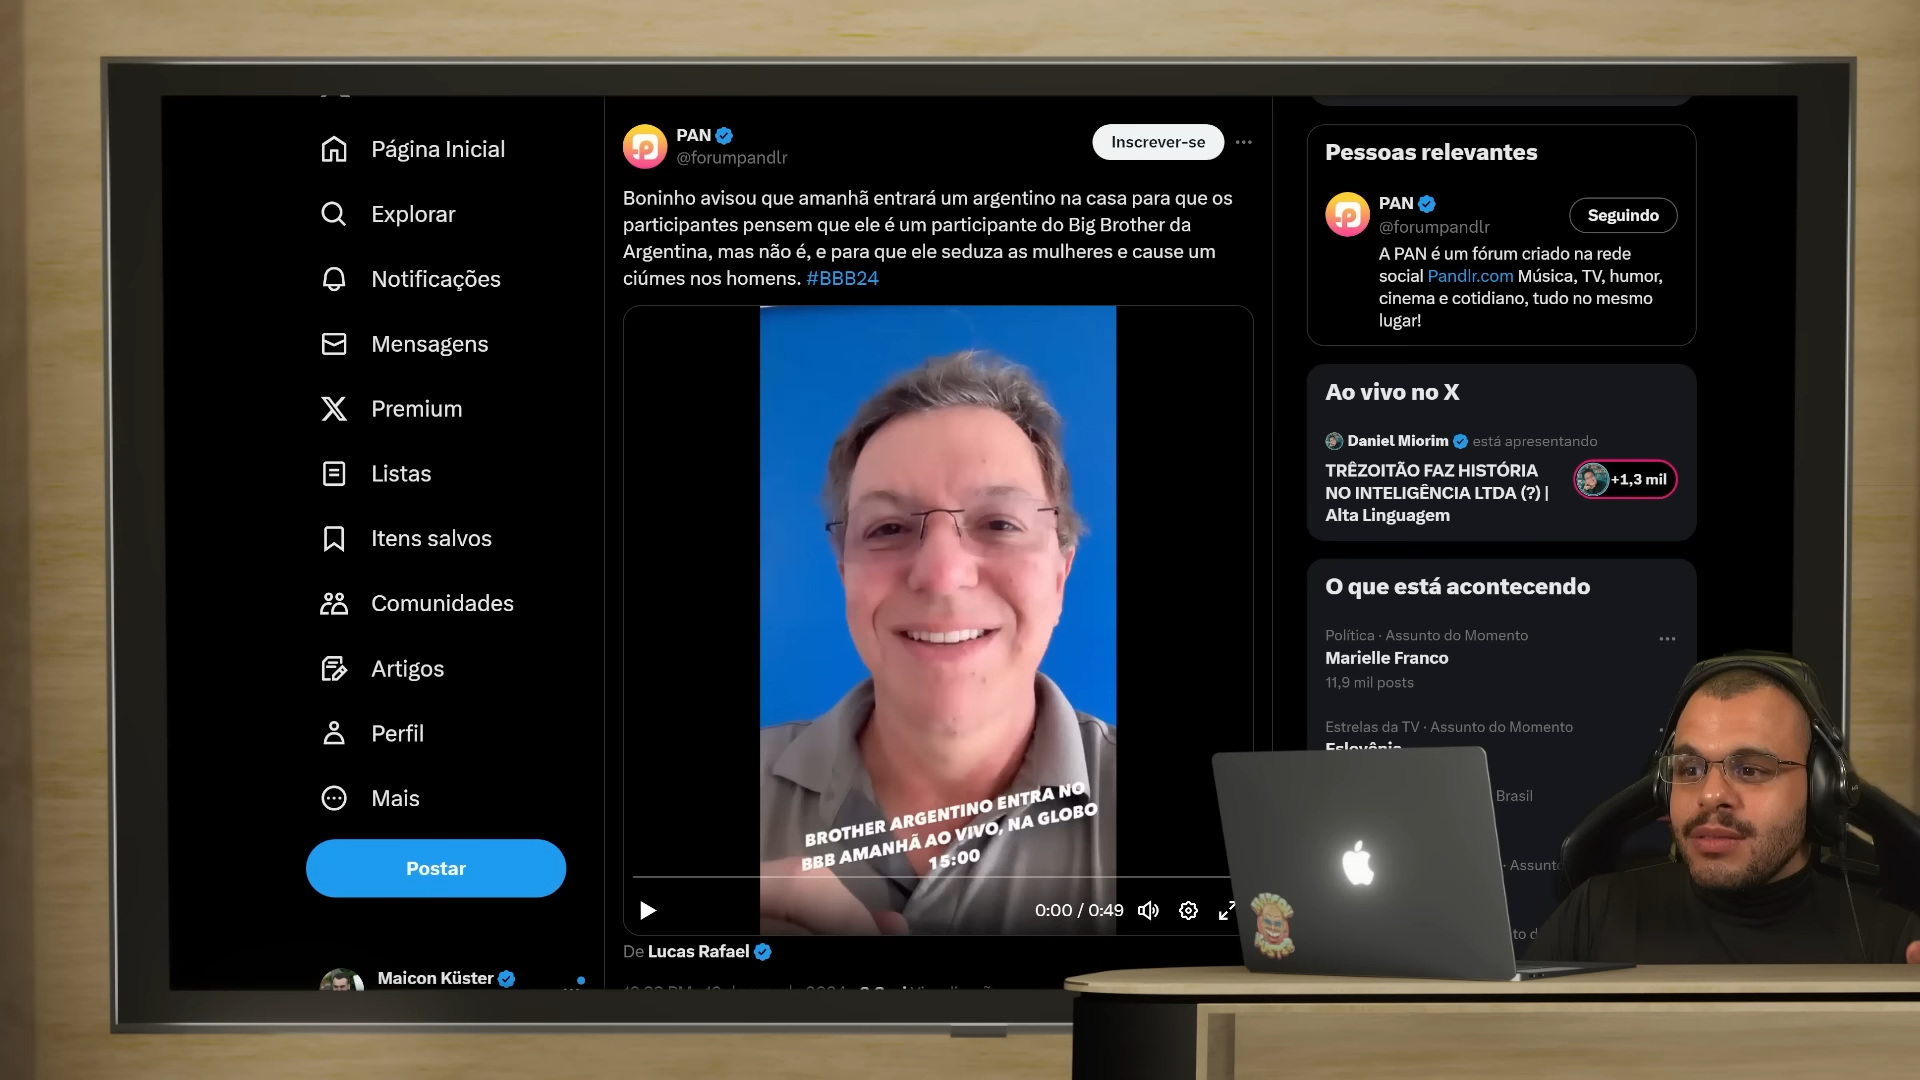 Página Inicial
Explorar
Notificações
Mensagens
Premium
Listas
Itens salvos
Comunidades
Artigos
Perfil
Mais
Postar
Maicon Küster
PAN
@forumpandlr
Inscrever-se
Boninho avisou que amanhã entrará um argentino na casa para que os
participantes pensem que ele é um participante do Big Brother da
Argentina, mas não é, e para que ele seduza as mulheres e cause um
ciúmes nos homens. #BBB24
BROTHER ARGENTINO ENTRA NO
BBB AMANHÃ AO VIVO, NA GLOBO
15:00
0:00 / 0:49
De Lucas Rafael
Pessoas relevantes
PAN
@forumpandlr
Seguindo
A PAN é um fórum criado na rede
social Pandlr.com Música, TV, humor,
cinema e cotidiano, tudo no mesmo
lugar!
Ao vivo no X
Daniel Miorim está apresentando
TRÊZOITÃO FAZ HISTÓRIA
NO INTELIGÊNCIA LTDA (?) |
Alta Linguagem
+1,3 mil
O que está acontecendo
Política · Assunto do Momento
Marielle Franco
11,9 mil posts
Estrelas da TV · Assunto do Momento
Eslovênia
Brasil